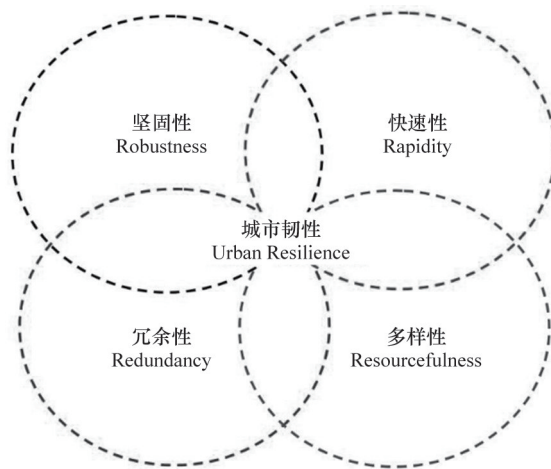 坚固性
Robustness
快速性
Rapidity
城市韧性
Urban Resilience
冗余性
Redundancy
多样性
Resourcefulness